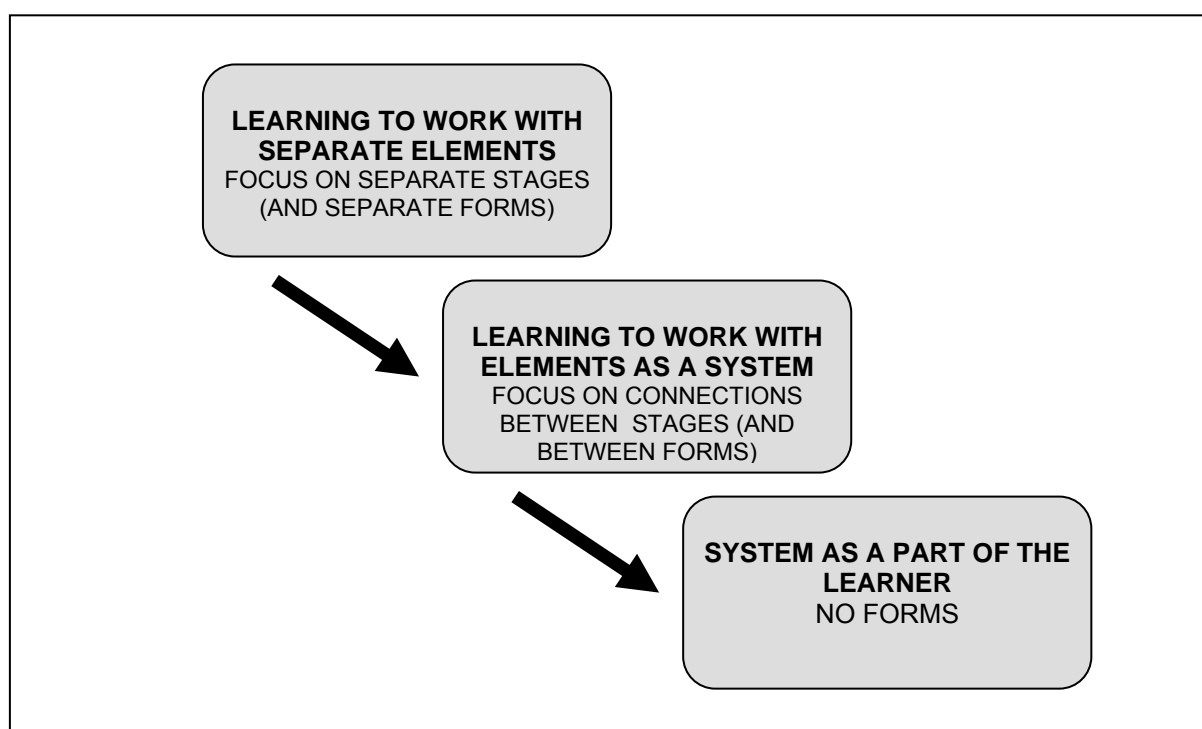 LEARNING TO WORK WITH
SEPARATE ELEMENTS
FOCUS ON SEPARATE STAGES
(AND SEPARATE FORMS)
LEARNING TO WORK WITH
ELEMENTS AS A SYSTEM
FOCUS ON CONNECTIONS
BETWEEN  STAGES (AND
BETWEEN FORMS)
SYSTEM AS A PART OF THE
LEARNER
NO FORMS